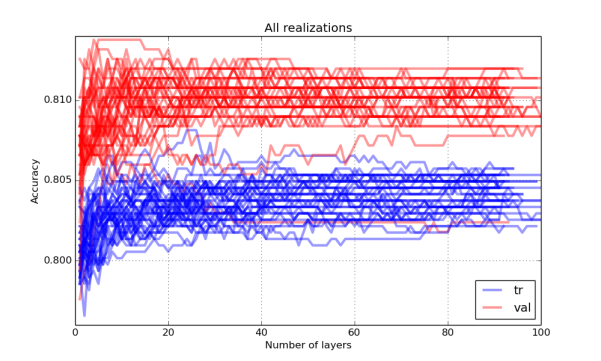 All realizations
Accuracy
0.810
0.805
0.800
0 20 40 60 80 100
Number of layers
tr
val